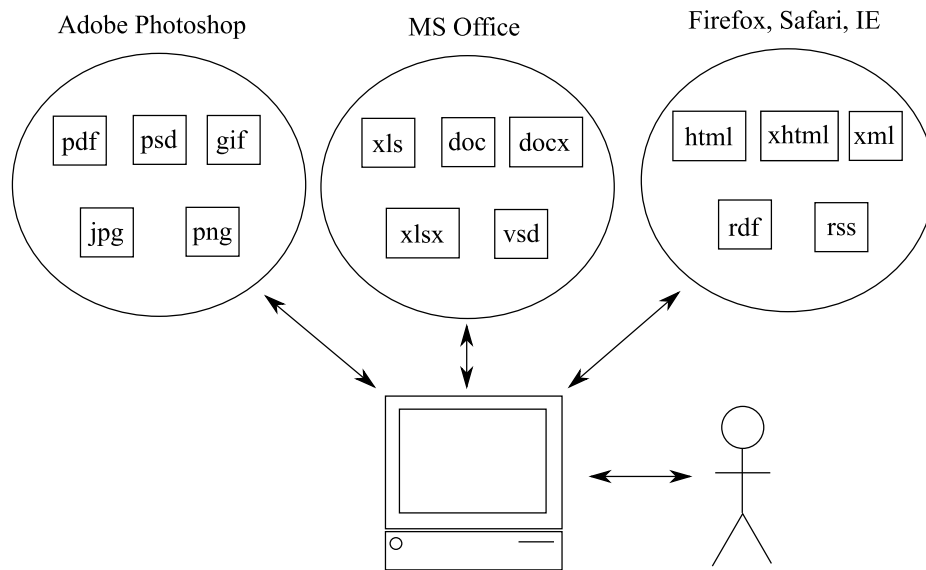 Adobe Photoshop
MS Office
Firefox, Safari, IE
pdf psd gif
jpg png
xls doc docx
xlsx vsd
html xhtml xml
rdf rss